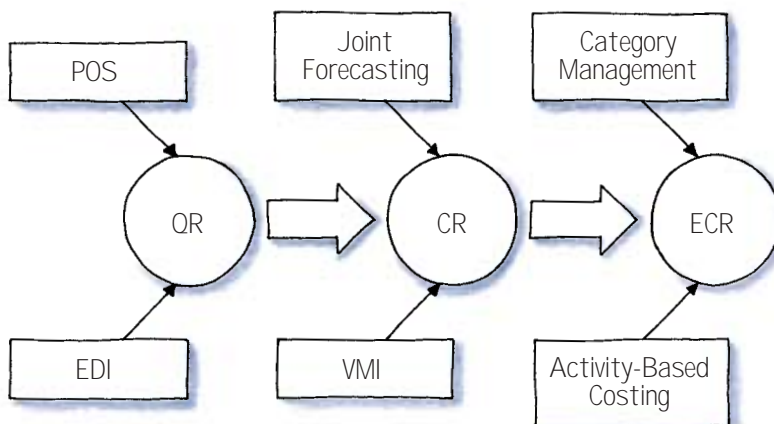 POS
Joint
Forecasting
Category
Management
QR
CR
ECR
EDI
VMI
Activity-Based
Costing